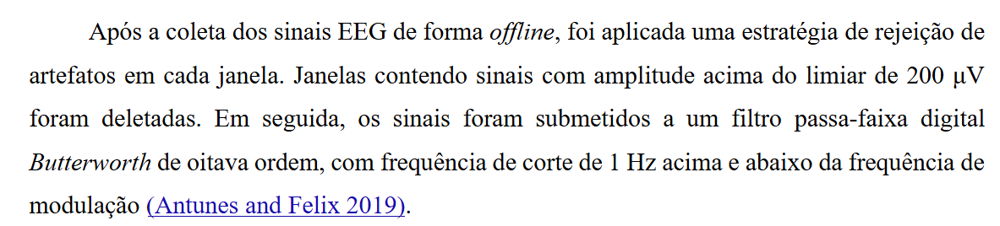 Após a coleta dos sinais EEG de forma offline, foi aplicada uma estratégia de rejeição de
artefatos em cada janela. Janelas contendo sinais com amplitude acima do limiar de 200 μV
foram deletadas. Em seguida, os sinais foram submetidos a um filtro passa-faixa digital
Butterworth de oitava ordem, com frequência de corte de 1 Hz acima e abaixo da frequência de
modulação (Antunes and Felix 2019).